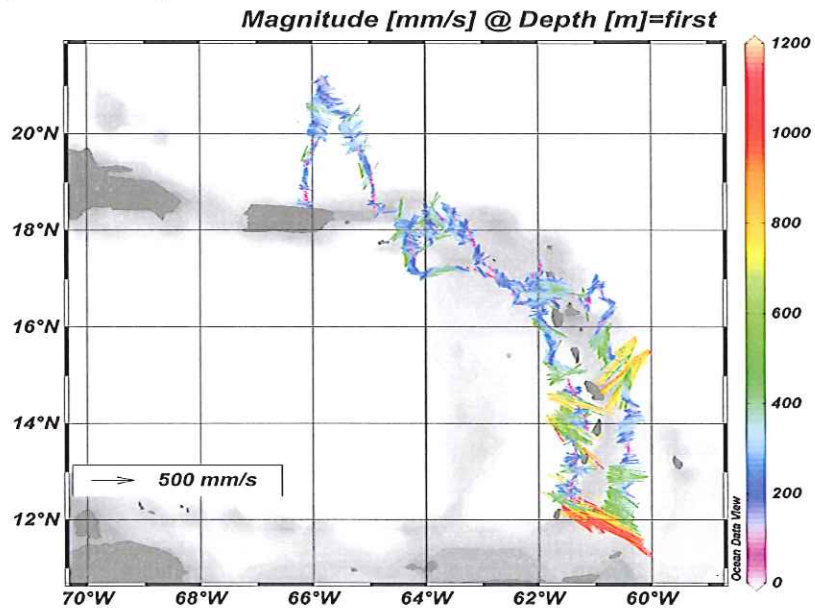 Magnitude [mm/s] @ Depth [m]=first
1200
1000
800
600
400
200
0
20°N
18°N
16°N
14°N
12°N
500 mm/s
70°W
68°W
66°W
64°W
62°W
60°W
Ocean Data View